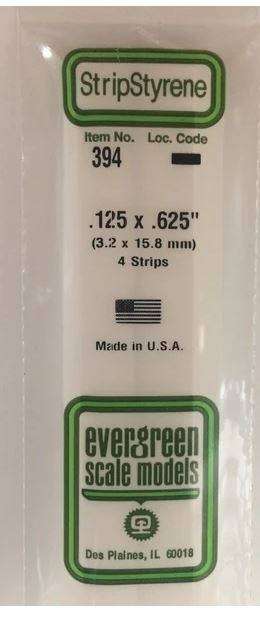 StripStyrene
Item No. Loc. Code
394
.125 x .625"
(3.2 x 15.8 mm)
4 Strips
Made in U.S.A.
evergreen
scale models
Des Plaines, IL 60018